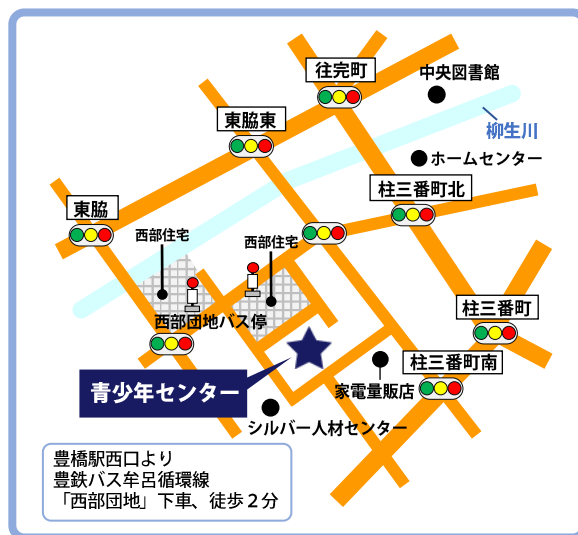 往完町
中央図書館
東脇東
柳生川
ホームセンター
柱三番町北
東脇
西部住宅
西部住宅
西部団地バス停
柱三番町
柱三番町南
青少年センター
家電量販店
シルバー人材センター
豊橋駅西口より
豊鉄バス牟呂循環線
「西部団地」下車、徒歩２分